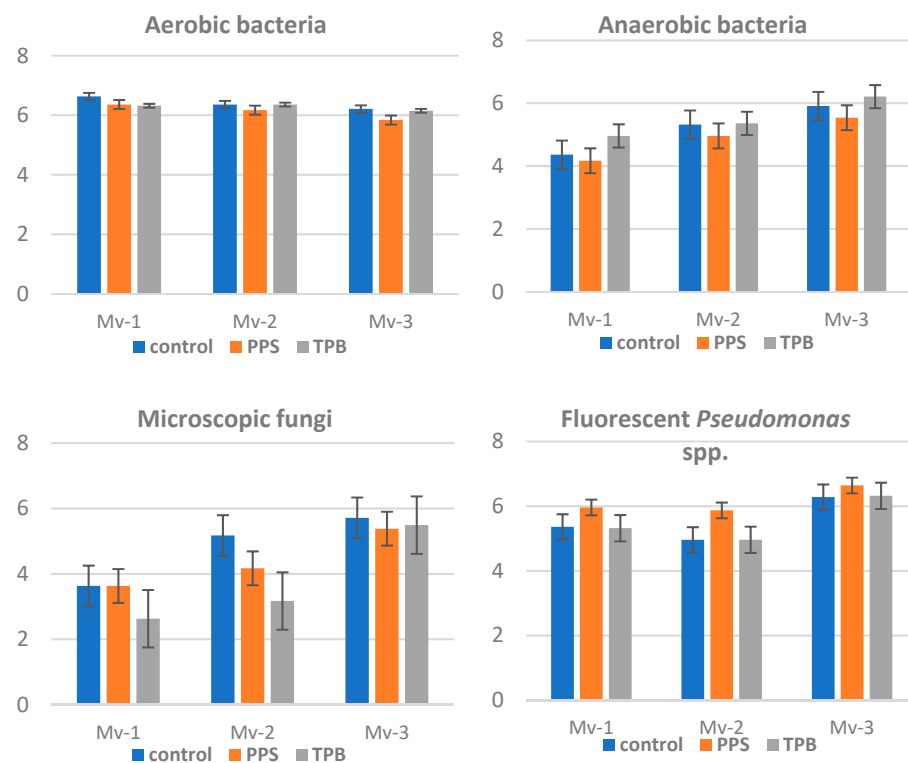 Aerobic bacteria
8
6
4
2
0
Mv-1 Mv-2 Mv-3
control PPS TPB
Anaerobic bacteria
8
6
4
2
0
Mv-1 Mv-2 Mv-3
control PPS TPB
Microscopic fungi
8
6
4
2
0
Mv-1 Mv-2 Mv-3
control PPS TPB
Fluorescent Pseudomonas
spp.
8
6
4
2
0
Mv-1 Mv-2 Mv-3
control PPS TPB